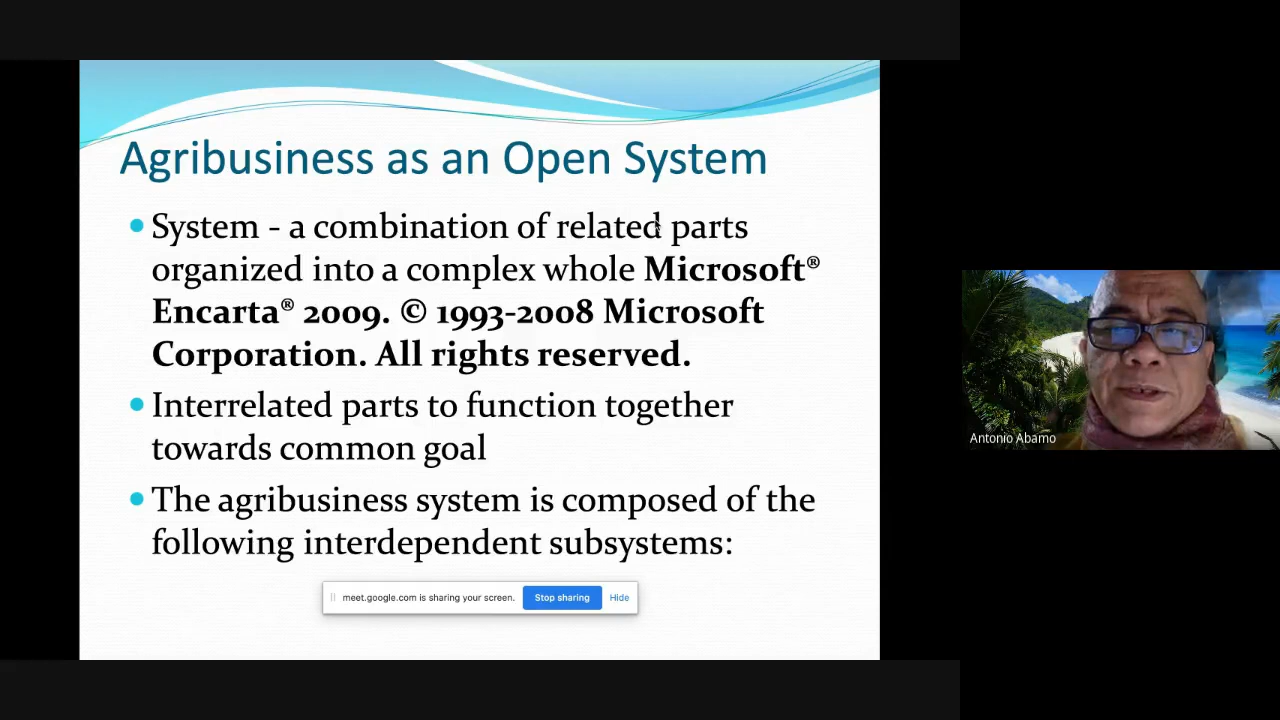 Agribusiness as an Open System
• System - a combination of related parts
organized into a complex whole Microsoft®
Encarta® 2009. © 1993-2008 Microsoft
Corporation. All rights reserved.
• Interrelated parts to function together
towards common goal
• The agribusiness system is composed of the
following interdependent subsystems:
meet.google.com is sharing your screen. Stop sharing Hide
Antonio Abamo